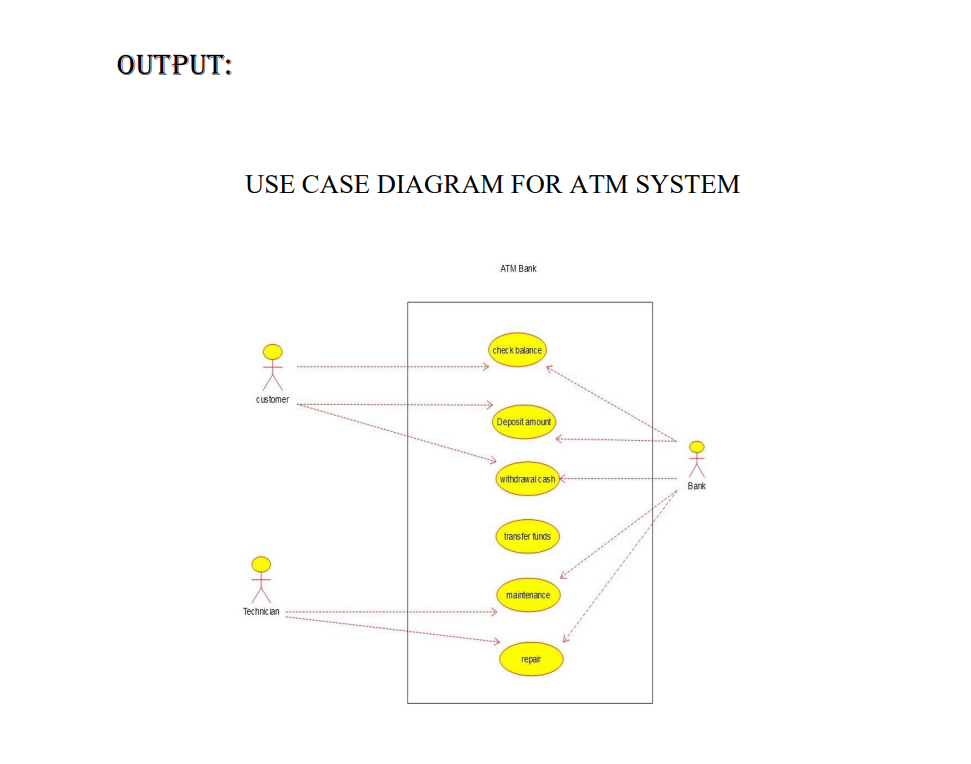 OUTPUT:
USE CASE DIAGRAM FOR ATM SYSTEM
ATM Bank
check balance
customer
Deposit amount
withdrawal cash
Bank
transfer funds
maintenance
Technician
repair